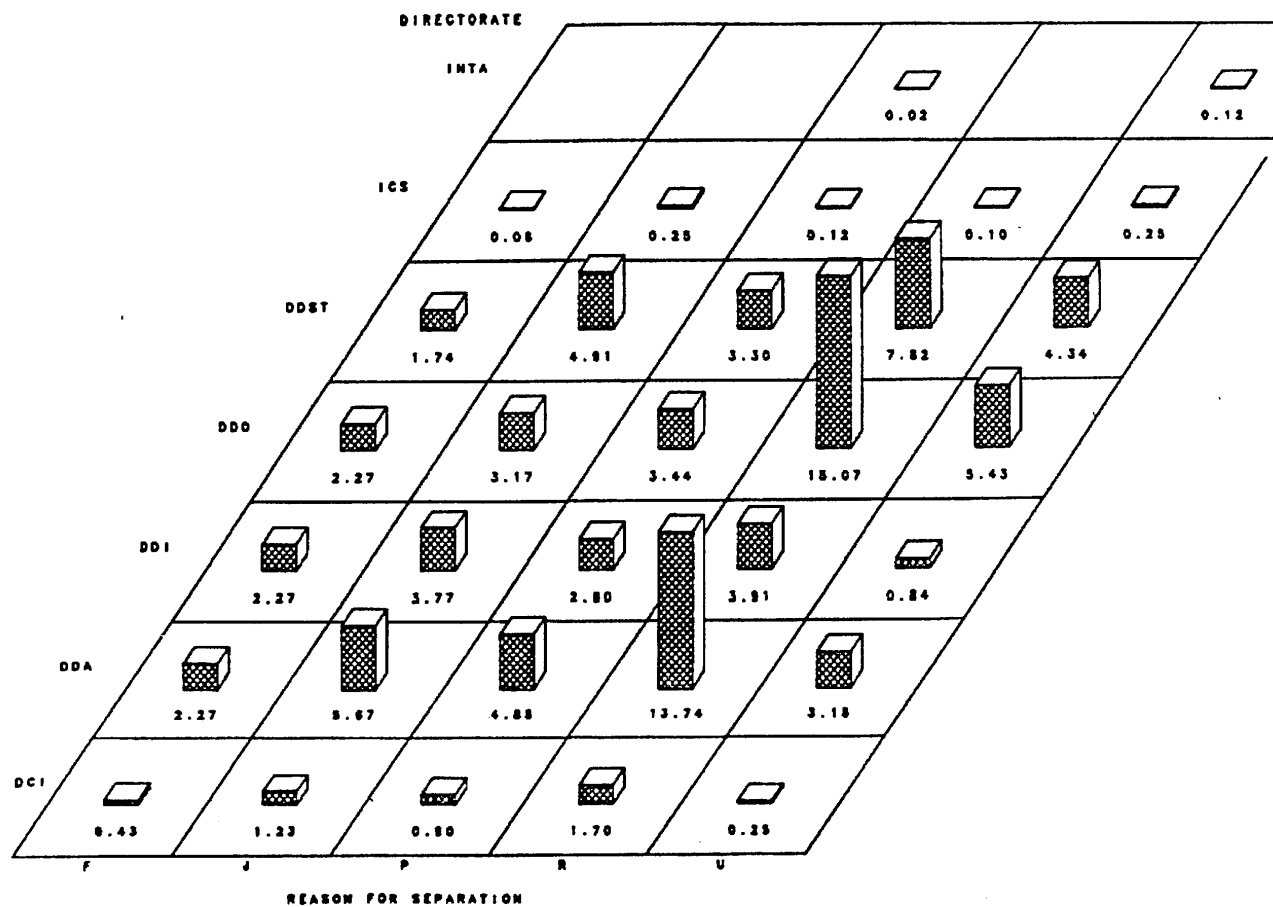 DIRECTORATE
INTA
0.02 0.12
ICS
0.06 0.25 0.12 0.10 0.25
DDST
1.74 4.91 3.30 7.82 4.34
DDO
2.27 3.17 3.44 15.07 5.43
DDI
2.27 3.77 2.80 3.91 0.84
DDA
2.27 5.67 4.88 13.74 3.15
DCI
0.43 1.23 0.80 1.70 0.25
F J P R U
REASON FOR SEPARATION